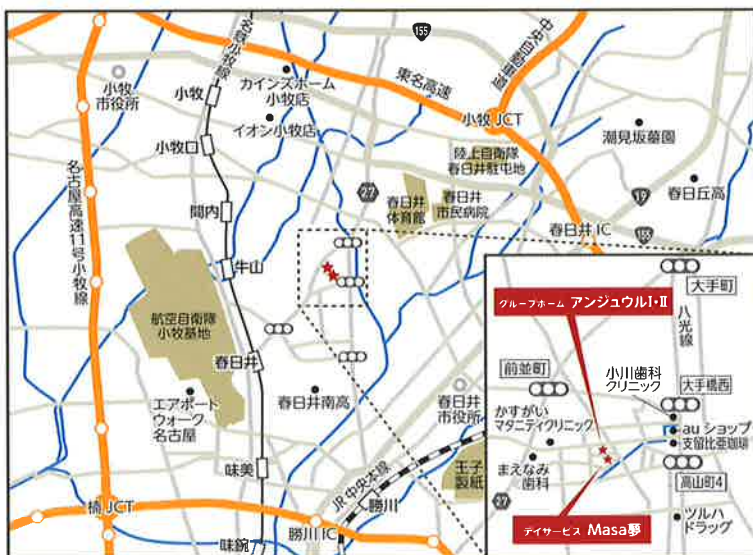 155
名鉄小牧線
中央自動車道
東名高速
小牧
市役所
小牧
カインズホーム
小牧店
イオン小牧店
小牧JCT
小牧口
陸上自衛隊
春日井駐屯地
潮見坂墓園
名古屋高速11号小牧線
27
春日井
体育館
春日井
市民病院
19
春日丘高
間内
春日井IC
155
牛山
航空自衛隊
小牧基地
春日井
エアポート
ウォーク
名古屋
春日井南高
春日井
市役所
味美
JR中央本線
王子
製紙
勝川
楠JCT
勝川IC
味鋺
大手町
グループホーム アンジュウルⅠ・Ⅱ
八光線
前並町
小川歯科
クリニック
大手橋西
かすがい
マタニティクリニック
auショップ
支留比亜珈琲
まえなみ
歯科
高山町4
27
ツルハ
ドラッグ
デイサービス Masa夢